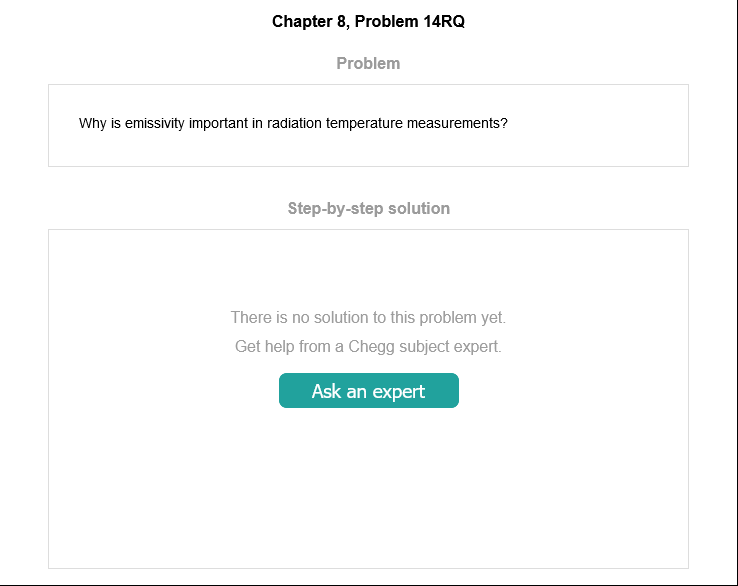 Chapter 8, Problem 14RQ
Problem
Why is emissivity important in radiation temperature measurements?
Step-by-step solution
There is no solution to this problem yet.
Get help from a Chegg subject expert.
Ask an expert